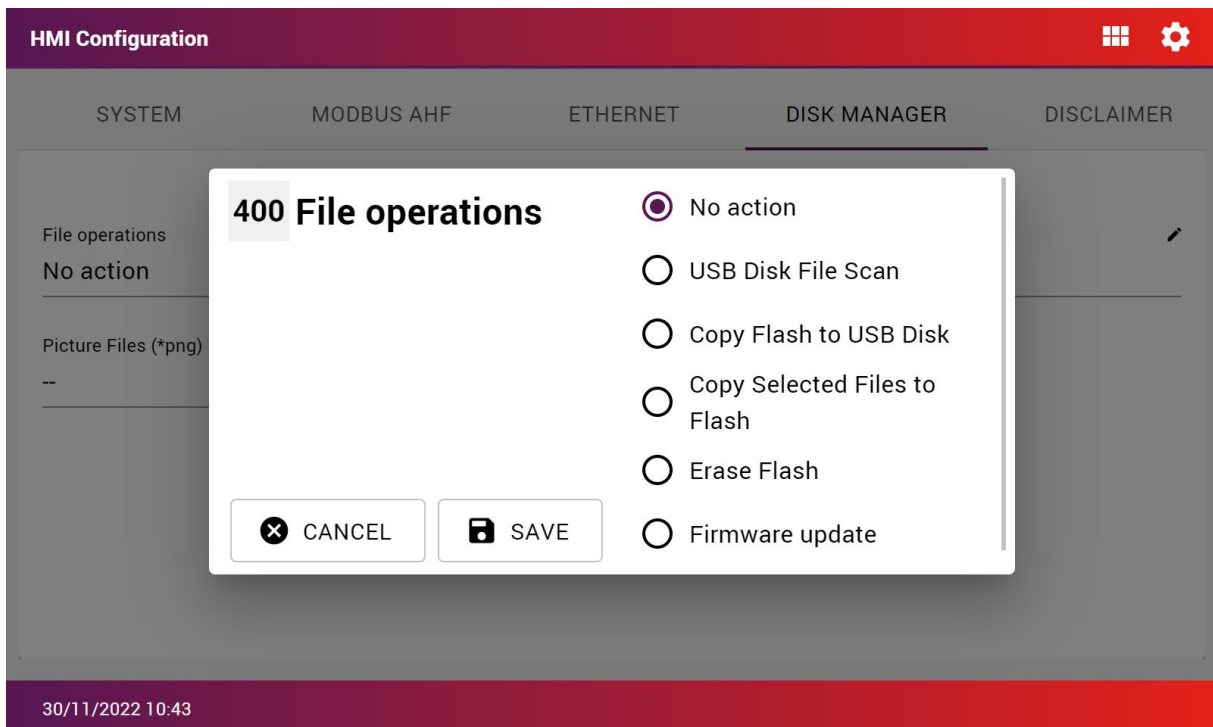 HMI Configuration
SYSTEM
MODBUS AHF
ETHERNET
DISK MANAGER
DISCLAIMER
File operations
No action
Picture Files (*png)
--
400 File operations
No action
USB Disk File Scan
Copy Flash to USB Disk
Copy Selected Files to
Flash
Erase Flash
Firmware update
CANCEL
SAVE
30/11/2022 10:43